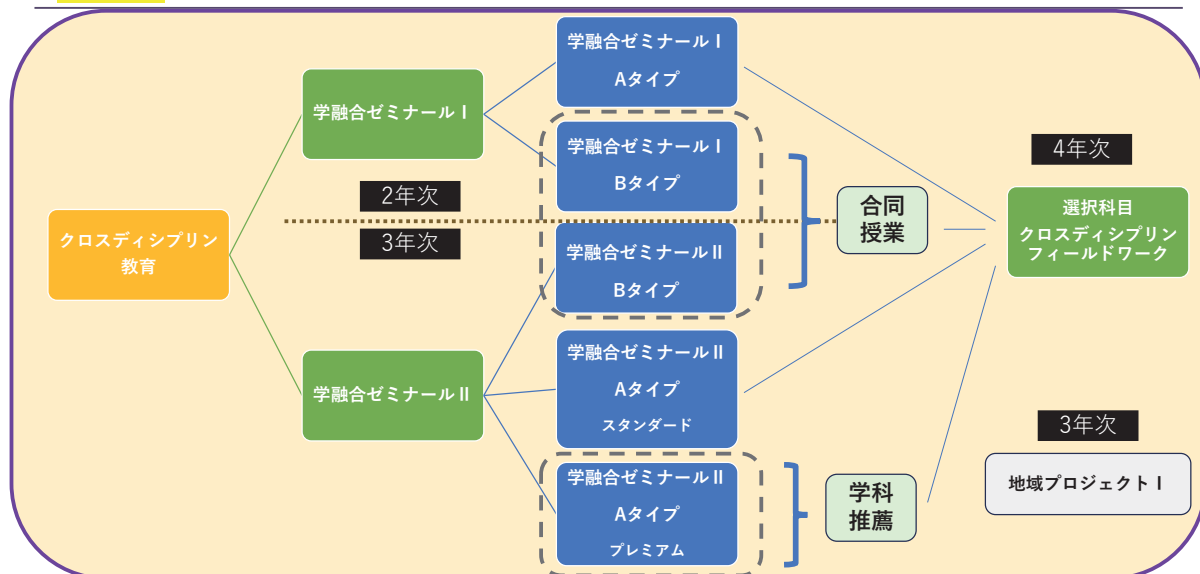 クロスディシプリン
教育
学融合ゼミナールⅠ
2年次
3年次
学融合ゼミナールⅡ
学融合ゼミナールⅠ
Aタイプ
学融合ゼミナールⅠ
Bタイプ
学融合ゼミナールⅡ
Bタイプ
学融合ゼミナールⅡ
Aタイプ
スタンダード
学融合ゼミナールⅡ
Aタイプ
プレミアム
合同
授業
学科
推薦
4年次
選択科目
クロスディシプリン
フィールドワーク
3年次
地域プロジェクトⅠ